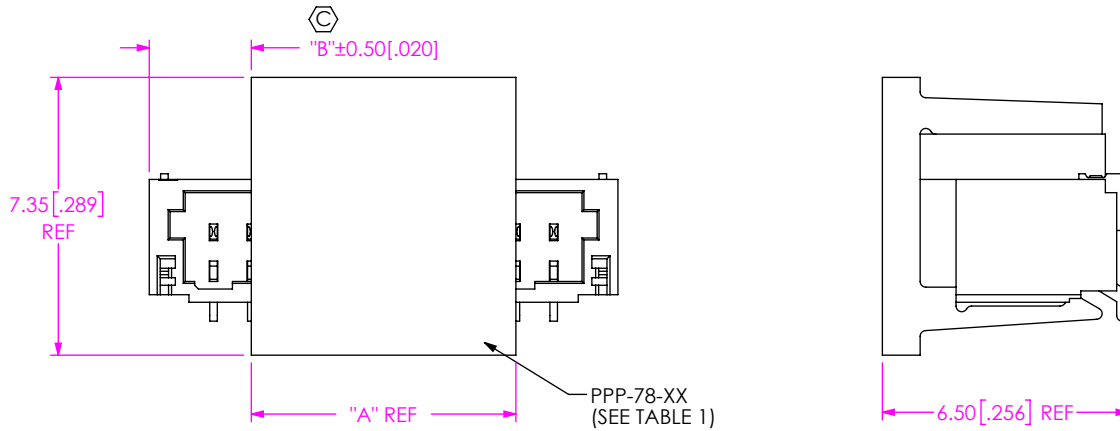 C
"B"±0.50[.020]
7.35[.289]
REF
"A" REF
PPP-78-XX
(SEE TABLE 1)
6.50[.256] REF